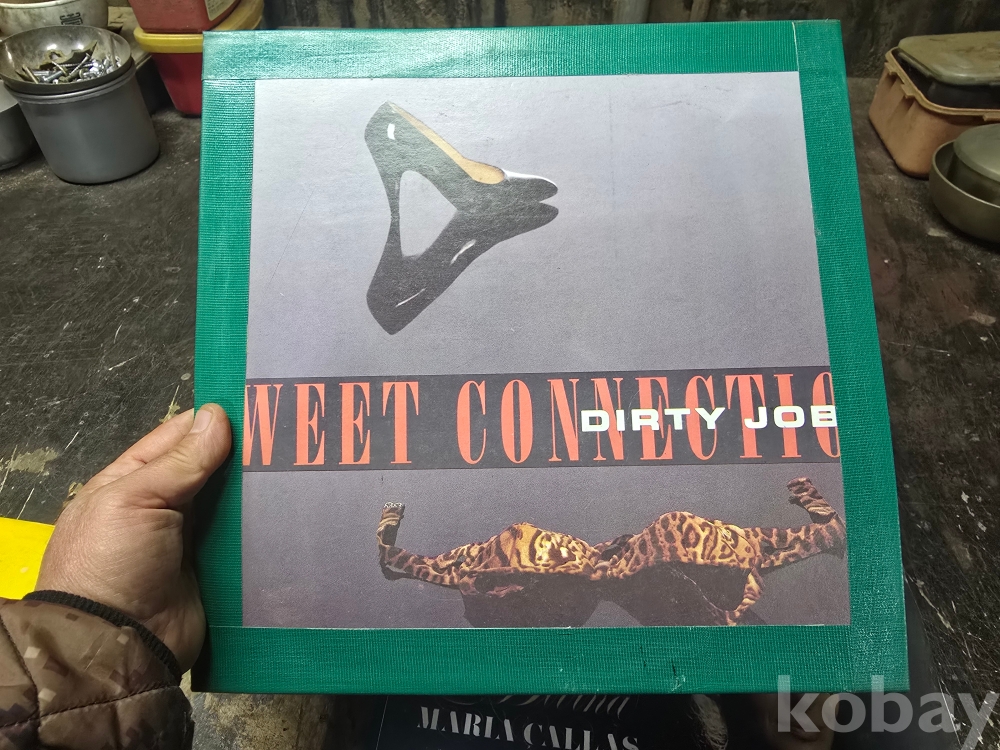 WEET CONNECTIO
DIRTY JOB
MARIA CALLAS
kobay